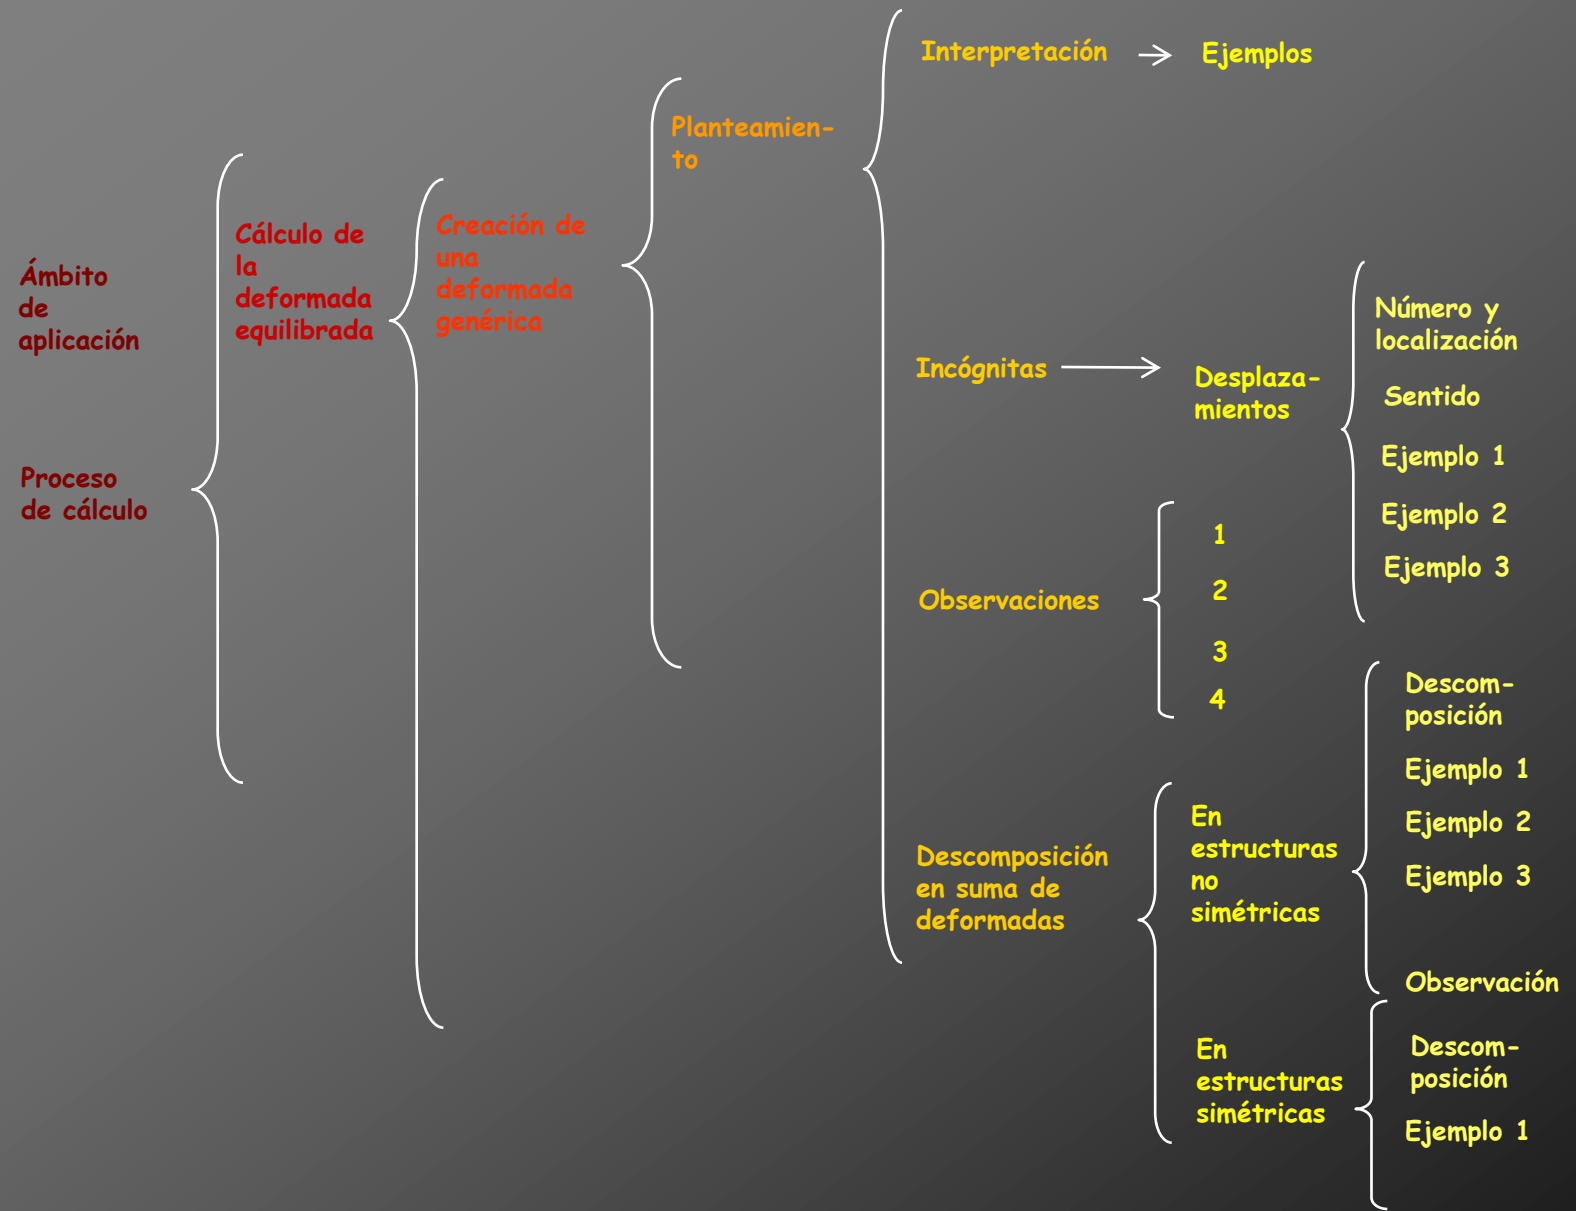 Ámbito
de
aplicación
Proceso
de cálculo
Cálculo de
la
deformada
equilibrada
Creación de
una
deformada
genérica
Planteamien-
to
Interpretación
Ejemplos
Incógnitas
Desplaza-
mientos
Número y
localización
Sentido
Ejemplo 1
Ejemplo 2
Ejemplo 3
Observaciones
1
2
3
4
Descomposición
en suma de
deformadas
En
estructuras
no
simétricas
Descom-
posición
Ejemplo 1
Ejemplo 2
Ejemplo 3
Observación
En
estructuras
simétricas
Descom-
posición
Ejemplo 1